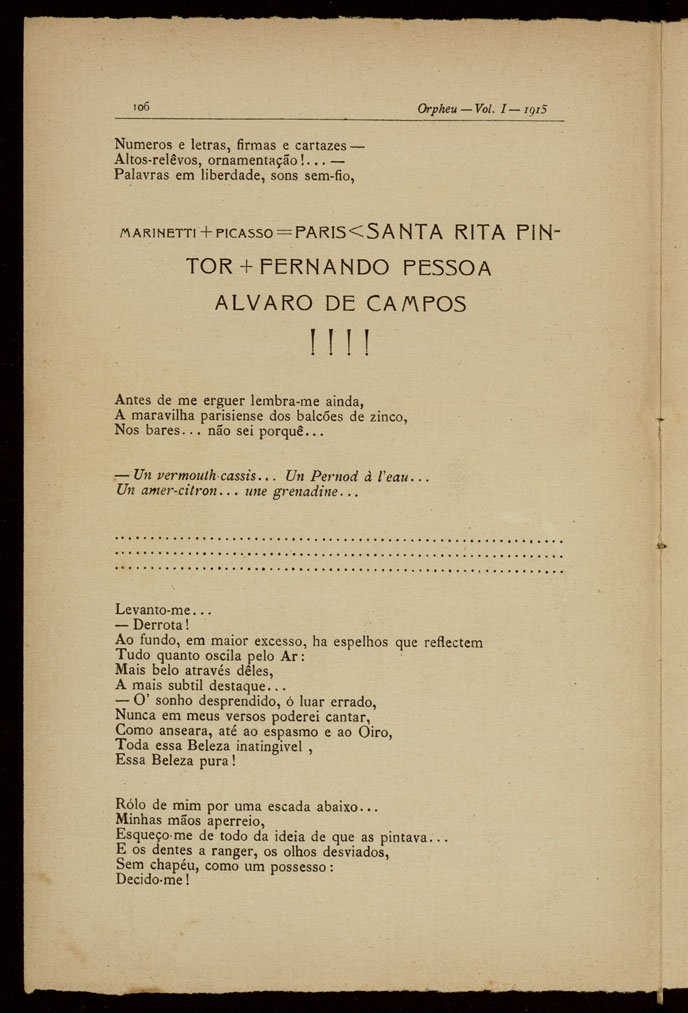 106 Orpheu — Vol. I — 1915
Numeros e letras, firmas e cartazes —
Altos-relêvos, ornamentação!... —
Palavras em liberdade, sons sem-fio,
MARINETTI + PICASSO = PARIS < SANTA RITA PIN-
TOR + FERNANDO PESSOA
ALVARO DE CAMPOS
! ! ! !
Antes de me erguer lembra-me ainda,
A maravilha parisiense dos balcões de zinco,
Nos bares... não sei porquê...
— Un vermouth-cassis... Un Pernod à l'eau...
Un amer-citron... une grenadine...
...............................................................
...............................................................
...............................................................
Levanto-me...
— Derrota!
Ao fundo, em maior excesso, ha espelhos que reflectem
Tudo quanto oscila pelo Ar:
Mais belo através dêles,
A mais subtil destaque...
— O' sonho desprendido, ó luar errado,
Nunca em meus versos poderei cantar,
Como anseara, até ao espasmo e ao Oiro,
Toda essa Beleza inatingivel ,
Essa Beleza pura!
Rólo de mim por uma escada abaixo...
Minhas mãos aperreio,
Esqueço-me de todo da ideia de que as pintava...
E os dentes a ranger, os olhos desviados,
Sem chapéu, como um possesso:
Decido-me!